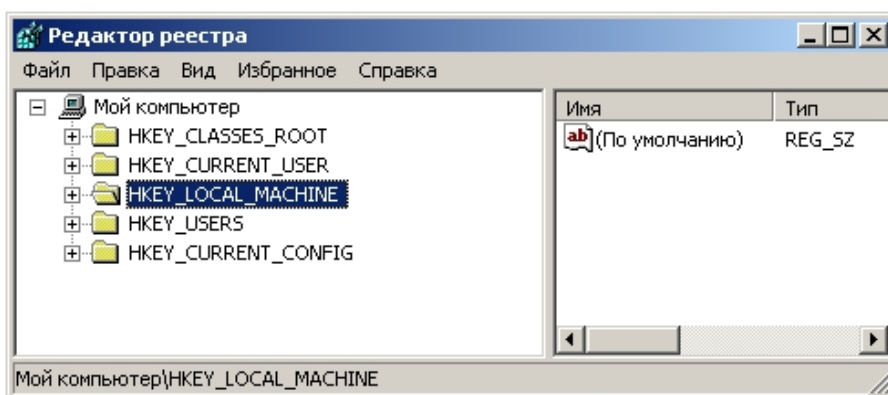 Редактор реестра
Файл Правка Вид Избранное Справка
Мой компьютер
HKEY_CLASSES_ROOT
HKEY_CURRENT_USER
HKEY_LOCAL_MACHINE
HKEY_USERS
HKEY_CURRENT_CONFIG
Имя Тип
ab (По умолчанию) REG_SZ
Мой компьютер\HKEY_LOCAL_MACHINE